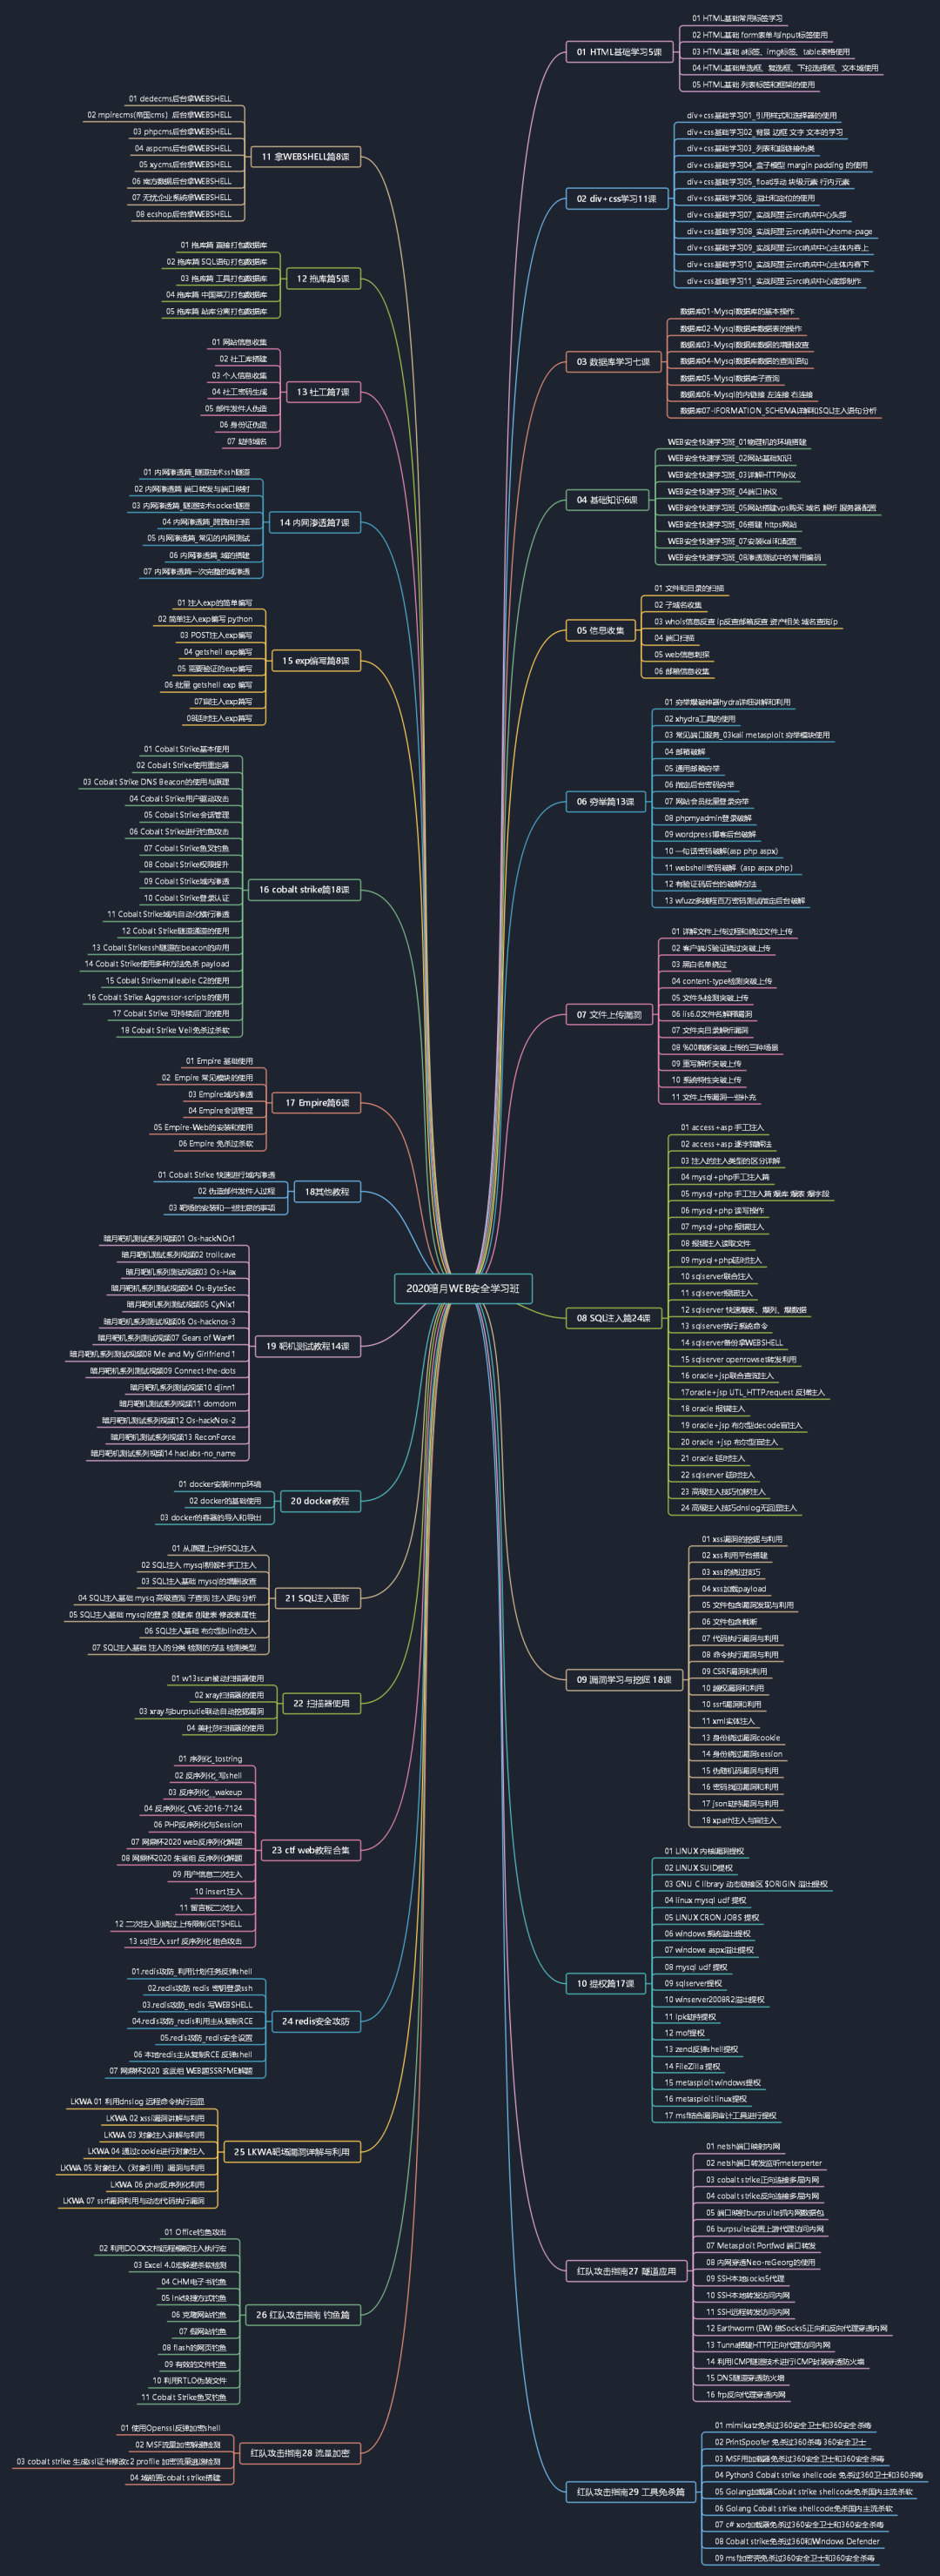 2020暗月WEB安全学习班
01 HTML基础学习5课
01 HTML基础常用标签学习
02 HTML基础 form表单与input标签使用
03 HTML基础 a标签、img标签、table表格使用
04 HTML基础单选框、复选框、下拉选择框、文本域使用
05 HTML基础 列表标签和框架的使用
02 div+css学习11课
div+css基础学习01_引用样式和选择器的使用
div+css基础学习02_背景 边框 文字 文本的学习
div+css基础学习03_列表和超链接伪类
div+css基础学习04_盒子模型 margin padding 的使用
div+css基础学习05_float浮动 块级元素 行内元素
div+css基础学习06_溢出和定位的使用
div+css基础学习07_实战阿里云src响应中心头部
div+css基础学习08_实战阿里云src响应中心home-page
div+css基础学习09_实战阿里云src响应中心主体内容上
div+css基础学习10_实战阿里云src响应中心主体内容下
div+css基础学习11_实战阿里云src响应中心底部制作
03 数据库学习七课
数据库01-Mysql数据库的基本操作
数据库02-Mysql数据库数据表的操作
数据库03-Mysql数据库数据的增删改查
数据库04-Mysql数据库数据的查询语句
数据库05-Mysql数据库子查询
数据库06-Mysql的内链接 左连接 右连接
数据库07-IFORMATION_SCHEMA详解和SQL注入语句分析
04 基础知识6课
WEB安全快速学习班_01物理机的环境搭建
WEB安全快速学习班_02网站基础知识
WEB安全快速学习班_03详解HTTP协议
WEB安全快速学习班_04端口协议
WEB安全快速学习班_05网站搭建vps购买 域名 解析 服务器配置
WEB安全快速学习班_06搭建 https网站
WEB安全快速学习班_07安装kali和配置
WEB安全快速学习班_08渗透测试中的常用编码
05 信息收集
01 文件和目录的扫描
02 子域名收集
03 whois信息反查 ip反查邮箱反查 资产相关 域名查询ip
04 端口扫描
05 web信息刺探
06 邮箱信息收集
06 穷举篇13课
01 穷举爆破神器hydra详细讲解和利用
02 xhydra工具的使用
03 常见端口服务_03kali metasploit 穷举模块使用
04 邮箱破解
05 通用邮箱穷举
06 指定后台密码穷举
07 网站会员批量登录穷举
08 phpmyadmin登录破解
09 wordpress博客后台破解
10 一句话密码破解(asp php aspx)
11 webshell密码破解（asp aspx php）
12 有验证码后台的破解方法
13 wfuzz多线程百万密码测试指定后台破解
07 文件上传漏洞
01 详解文件上传过程和绕过文件上传
02 客户端JS验证绕过突破上传
03 黑白名单绕过
04 content-type检测突破上传
05 文件头检测突破上传
06 iis6.0文件名解释漏洞
07 文件夹目录解析漏洞
08 %00截断突破上传的三种场景
09 重写解析突破上传
10 系统特性突破上传
11 文件上传漏洞一些补充
08 SQL注入篇24课
01 access+asp 手工注入
02 access+asp 逐字猜解法
03 注入的注入类型的区分详解
04 mysql+php手工注入篇
05 mysql+php 手工注入篇 爆库 爆表 爆字段
06 mysql+php 读写操作
07 mysql+php 报错注入
08 报错注入读取文件
09 mysql+php延时注入
10 sqlserver联合注入
11 sqlserver报错注入
12 sqlserver 快速爆表、爆列、爆数据
13 sqlserver执行系统命令
14 sqlserver备份拿WEBSHELL
15 sqlserver openrowset转发利用
16 oracle+jsp联合查询注入
17oracle+jsp UTL_HTTP.request 反弹注入
18 oracle 报错注入
19 oracle+jsp 布尔型decode盲注入
20 oracle +jsp 布尔型盲注入
21 oracle 延时注入
22 sqlserver 延时注入
23 高级注入技巧位移注入
24 高级注入技巧dnslog无回显注入
09 漏洞学习与挖掘 18课
01 xss漏洞的挖掘与利用
02 xss利用平台搭建
03 xss的绕过技巧
04 xss加载payload
05 文件包含漏洞发现与利用
06 文件包含截断
07 代码执行漏洞与利用
08 命令执行漏洞与利用
09 CSRF漏洞和利用
10 越权漏洞和利用
10 ssrf漏洞和利用
11 xml实体注入
13 身份绕过漏洞cookie
14 身份绕过漏洞session
15 伪随机码漏洞与利用
16 密码找回漏洞和利用
17 json劫持漏洞与利用
18 xpath注入与盲注入
10 提权篇17课
01 LINUX 内核漏洞提权
02 LINUX SUID提权
03 GNU C library 动态链接区 $ORIGIN 溢出提权
04 linux mysql udf 提权
05 LINUX CRON JOBS 提权
06 windows系统溢出提权
07 windows aspx溢出提权
08 mysql udf 提权
09 sqlserver提权
10 winserver2008R2溢出提权
11 lpk劫持提权
12 mof提权
13 zend反弹shell提权
14 FileZilla 提权
15 metasploit windows提权
16 metasploit linux提权
17 msf结合漏洞审计工具进行提权
红队攻击指南27 隧道应用
01 netsh端口映射内网
02 netsh端口转发监听meterperter
03 cobalt strike正向连接多层内网
04 cobalt strike反向连接多层内网
05 端口映射burpsuite抓内网数据包
06 burpsuite设置上游代理访问内网
07 Metasploit Portfwd 端口转发
08 内网穿透Neo-reGeorg的使用
09 SSH本地socks5代理
10 SSH本地转发访问内网
11 SSH远程转发访问内网
12 Earthworm (EW) 做Socks5正向和反向代理穿透内网
13 Tunna搭建HTTP正向代理访问内网
14 利用ICMP隧道技术进行ICMP封装穿透防火墙
15 DNS隧道穿透防火墙
16 frp反向代理穿透内网
红队攻击指南29 工具免杀篇
01 mimikatz免杀过360安全卫士和360安全杀毒
02 PrintSpoofer 免杀过360杀毒 360安全卫士
03 MSF用加载器免杀过360安全卫士和360安全杀毒
04 Python3 Cobalt strike shellcode 免杀过360卫士和360杀毒
05 Golang加载器Cobalt strike shellcode免杀国内主流杀软
06 Golang Cobalt strike shellcode免杀国内主流杀软
07 c# xor加载器免杀过360安全卫士和360安全杀毒
08 Cobalt strike免杀过360和Windows Defender
09 msf加密壳免杀过360安全卫士和360安全杀毒
11 拿WEBSHELL篇8课
01 dedecms后台拿WEBSHELL
02 mpirecms(帝国cms）后台拿WEBSHELL
03 phpcms后台拿WEBSHELL
04 aspcms后台拿WEBSHELL
05 xycms后台拿WEBSHELL
06 南方数据后台拿WEBSHELL
07 无忧企业系统拿WEBSHELL
08 ecshop后台拿WEBSHELL
12 拖库篇5课
01 拖库篇 直接打包数据库
02 拖库篇 SQL语句打包数据库
03 拖库篇 工具打包数据库
04 拖库篇 中国菜刀打包数据库
05 拖库篇 站库分离打包数据库
13 社工篇7课
01 网站信息收集
02 社工库搭建
03 个人信息收集
04 社工密码生成
05 邮件发件人伪造
06 身份证伪造
07 劫持域名
14 内网渗透篇7课
01 内网渗透篇_隧道技术ssh隧道
02 内网渗透篇 端口转发与端口映射
03 内网渗透篇_隧道技术socket隧道
04 内网渗透篇_跨路由扫描
05 内网渗透篇_常见的内网测试
06 内网渗透篇_域的搭建
07 内网渗透篇一次完整的域渗透
15 exp编写篇8课
01 注入exp的简单编写
02 简单注入exp编写 python
03 POST注入exp编写
04 getshell exp编写
05 需要验证的exp编写
06 批量 getshell exp 编写
07盲注入exp编写
08延时注入exp编写
16 cobalt strike篇18课
01 Cobalt Strike基本使用
02 Cobalt Strike使用重定器
03 Cobalt Strike DNS Beacon的使用与原理
04 Cobalt Strike用户驱动攻击
05 Cobalt Strike会话管理
06 Cobalt Strike进行钓鱼攻击
07 Cobalt Strike鱼叉钓鱼
08 Cobalt Strike权限提升
09 Cobalt Strike域内渗透
10 Cobalt Strike登录认证
11 Cobalt Strike域内自动化横行渗透
12 Cobalt Strike隧道通道的使用
13 Cobalt Strikessh隧道在beacon的应用
14 Cobalt Strike使用多种方法免杀 payload
15 Cobalt Strikemalleable C2的使用
16 Cobalt Strike Aggressor-scripts的使用
17 Cobalt Strike 可持续后门的使用
18 Cobalt Strike Veil免杀过杀软
17 Empire篇6课
01 Empire 基础使用
02 Empire 常见模块的使用
03 Empire域内渗透
04 Empire会话管理
05 Empire-Web的安装和使用
06 Empire 免杀过杀软
18其他教程
01 Cobalt Strike 快速进行域内渗透
02 伪造邮件发件人过程
03 靶场的安装和一些注意的事项
19 靶机测试教程14课
暗月靶机测试系列视频01 Os-hackNOs1
暗月靶机测试系列视频02 trollcave
暗月靶机系列测试视频03 Os-Hax
暗月靶机系列测试视频04 Os-ByteSec
暗月靶机系列测试视频05 CyNix1
暗月靶机系列测试视频06 Os-hacknos-3
暗月靶机系列测试视频07 Gears of War#1
暗月靶机系列测试视频08 Me and My Girlfriend 1
暗月靶机系列测试视频09 Connect-the-dots
暗月靶机系列测试视频10 djinn1
暗月靶机测试系列视频11 domdom
暗月靶机测试系列视频12 Os-hackNos-2
暗月靶机测试系列视频13 ReconForce
暗月靶机测试系列视频14 haclabs-no_name
20 docker教程
01 docker安装lnmp环境
02 docker的基础使用
03 docker的容器的导入和导出
21 SQL注入更新
01 从原理上分析SQL注入
02 SQL注入 mysql初版本手工注入
03 SQL注入基础 mysql的增删改查
04 SQL注入基础 mysq 高级查询 子查询 注入语句分析
05 SQL注入基础 mysql的登录 创建库 创建表 修改表属性
06 SQL注入基础 布尔型blind注入
07 SQL注入基础 注入的分类 检测的方法 检测类型
22 扫描器使用
01 w13scan被动扫描器使用
02 xray扫描器的使用
03 xray与burpsutie联动自动挖掘漏洞
04 美杜莎扫描器的使用
23 ctf web教程合集
01 序列化_tostring
02 反序列化_写shell
03 反序列化__wakeup
04 反序列化_CVE-2016-7124
06 PHP反序列化与Session
07 网鼎杯2020 web反序列化解题
08 网鼎杯2020 朱雀组 反序列化解题
09 用户信息二次注入
10 insert注入
11 留言板二次注入
12 二次注入到绕过上传限制GETSHELL
13 sql注入 ssrf 反序列化 组合攻击
24 redis安全攻防
01.redis攻防_利用计划任务反弹shell
02.redis攻防 redis 密钥登录ssh
03.redis攻防_redis 写WEBSHELL
04.redis攻防_redis利用主从复制RCE
05.redis攻防_redis安全设置
06 本地redis主从复制RCE 反弹shell
07 网鼎杯2020 玄武组 WEB题SSRFME解题
25 LKWA靶场漏洞详解与利用
LKWA 01 利用dnslog 远程命令执行回显
LKWA 02 xssi漏洞讲解与利用
LKWA 03 对象注入讲解与利用
LKWA 04 通过cookie进行对象注入
LKWA 05 对象注入（对象引用）漏洞与利用
LKWA 06 phar反序列化利用
LKWA 07 ssrf漏洞利用与动态代码执行漏洞
26 红队攻击指南 钓鱼篇
01 Office钓鱼攻击
02 利用DOCX文档远程模板注入执行宏
03 Excel 4.0宏躲避杀软检测
04 CHM电子书钓鱼
05 lnk快捷方式钓鱼
06 克隆网站钓鱼
07 假网站钓鱼
08 flash的网页钓鱼
09 有效的文件钓鱼
10 利用RTLO伪装文件
11 Cobalt Strike鱼叉钓鱼
红队攻击指南28 流量加密
01 使用Openssl反弹加密shell
02 MSF流量加密躲避检测
03 cobalt strike 生成ssl证书修改c2 profile 加密流量逃逸检测
04 域前置cobalt strike搭建